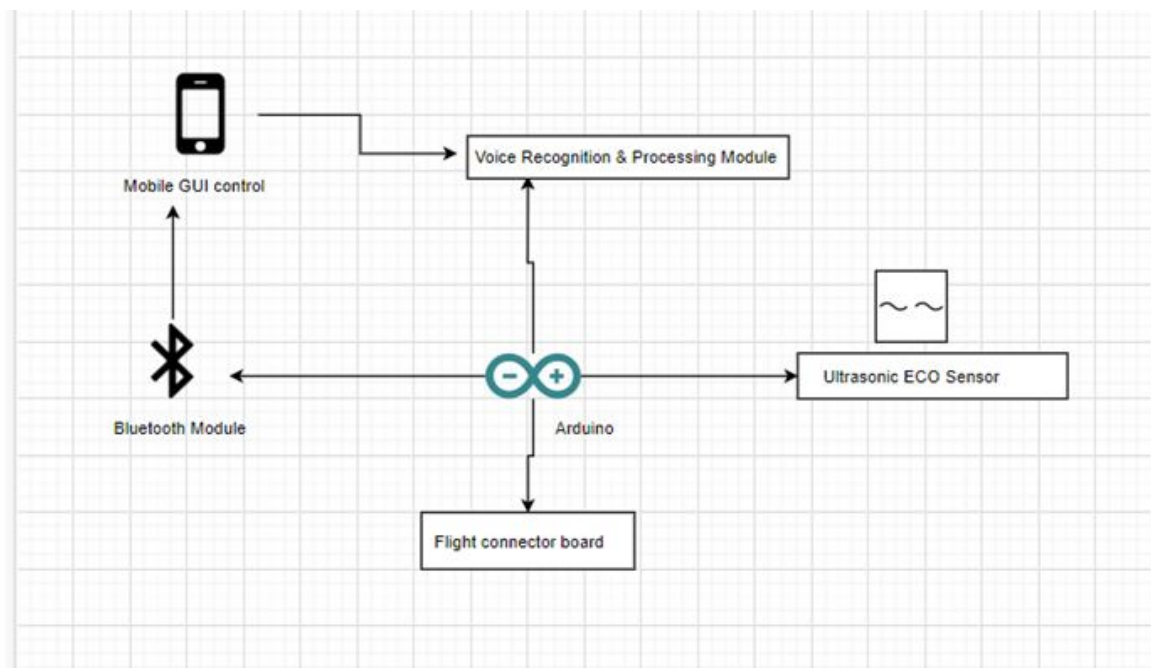 Voice Recognition & Processing Module
Mobile GUI control
Ultrasonic ECO Sensor
Bluetooth Module
Arduino
Flight connector board